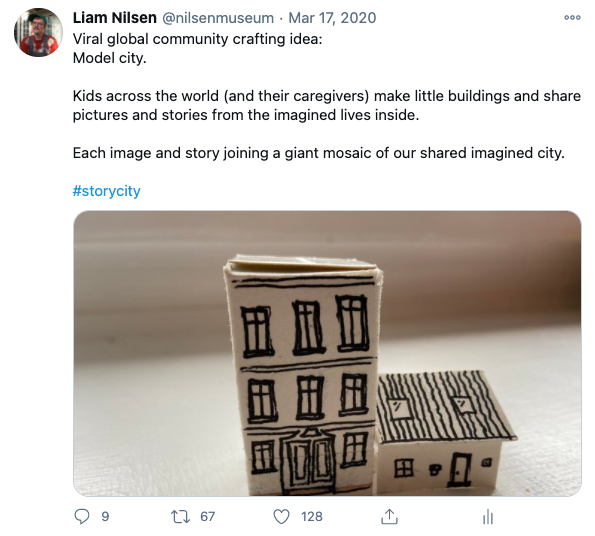 Liam Nilsen @nilsenmuseum · Mar 17, 2020
Viral global community crafting idea:
Model city.
Kids across the world (and their caregivers) make little buildings and share
pictures and stories from the imagined lives inside.
Each image and story joining a giant mosaic of our shared imagined city.
#storycity
9 67 128